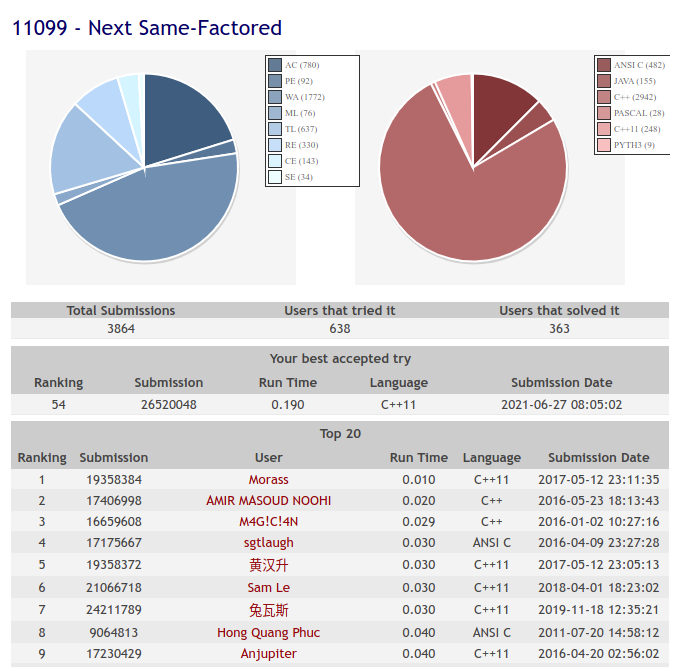 11099 - Next Same-Factored
AC (780)
PE (92)
WA (1772)
ML (76)
TL (637)
RE (330)
CE (143)
SE (34)
ANSI C (482)
JAVA (155)
C++ (2942)
PASCAL (28)
C++11 (248)
PYTH3 (9)
Total Submissions Users that tried it Users that solved it
3864 638 363
Your best accepted try
Ranking Submission Run Time Language Submission Date
54 26520048 0.190 C++11 2021-06-27 08:05:02
Top 20
Ranking Submission User Run Time Language Submission Date
1 19358384 Morass 0.010 C++11 2017-05-12 23:11:35
2 17406998 AMIR MASOUD NOOHI 0.020 C++ 2016-05-23 18:13:43
3 16659608 M4G!C!4N 0.029 C++ 2016-01-02 10:27:16
4 17175667 sgtlaugh 0.030 ANSI C 2016-04-09 23:27:28
5 19358372 黄汉升 0.030 C++11 2017-05-12 23:05:13
6 21066718 Sam Le 0.030 C++11 2018-04-01 18:23:02
7 24211789 兔瓦斯 0.030 C++11 2019-11-18 12:35:21
8 9064813 Hong Quang Phuc 0.040 ANSI C 2011-07-20 14:58:12
9 17230429 Anjupiter 0.040 C++11 2016-04-20 02:56:02